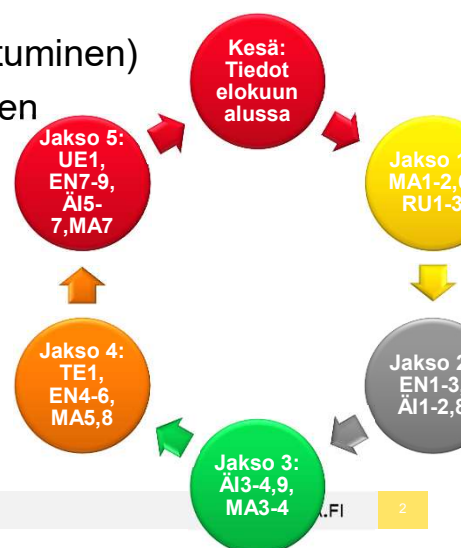 tuminen)
en
Kesä:
Tiedot
elokuun
alussa
Jakso 1
MA1-2,
RU1-3
Jakso 2
EN1-3
ÄI1-2,8
Jakso 3:
ÄI3-4,9,
MA3-4
Jakso 4:
TE1,
EN4-6,
MA5,8
Jakso 5:
UE1,
EN7-9,
ÄI5-
7,MA7
.FI
2